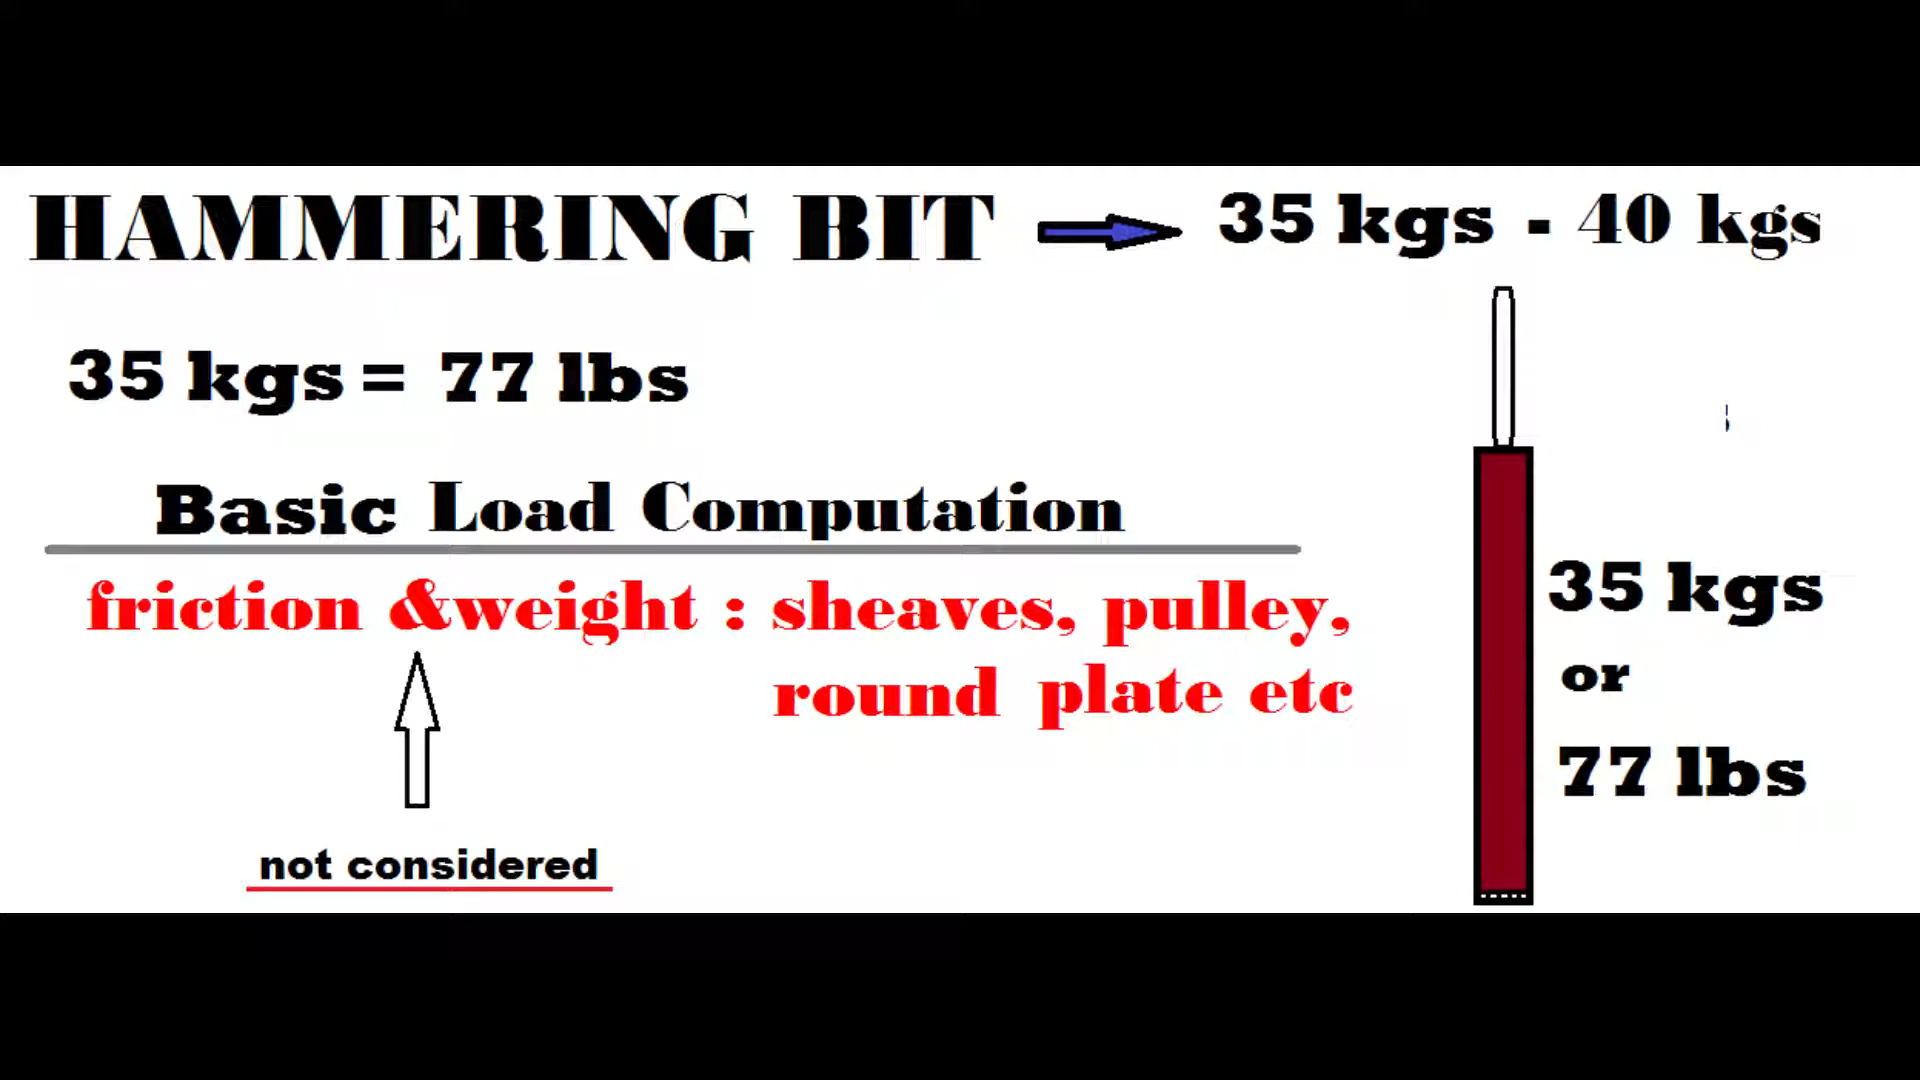 HAMMERING BIT 35 kgs - 40 kgs
35 kgs = 77 lbs
Basic Load Computation
friction &weight : sheaves, pulley,
round plate etc
not considered
35 kgs
or
77 lbs